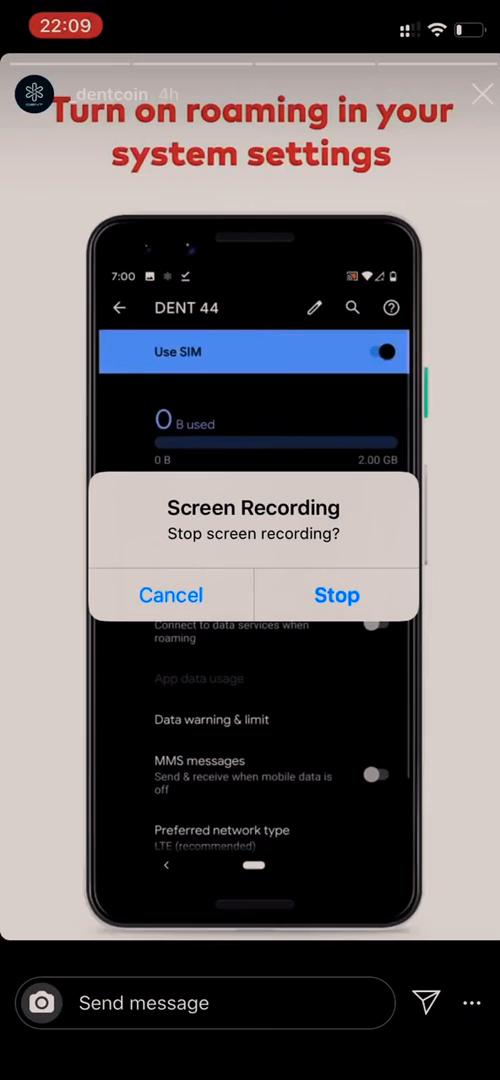 22:09
dentcoin 4h
Turn on roaming in your
system settings
7:00
DENT 44
Use SIM
0 B used
0 B 2.00 GB
Screen Recording
Stop screen recording?
Cancel Stop
Connect to data services when
roaming
App data usage
Data warning & limit
MMS messages
Send & receive when mobile data is
off
Preferred network type
LTE (recommended)
Send message